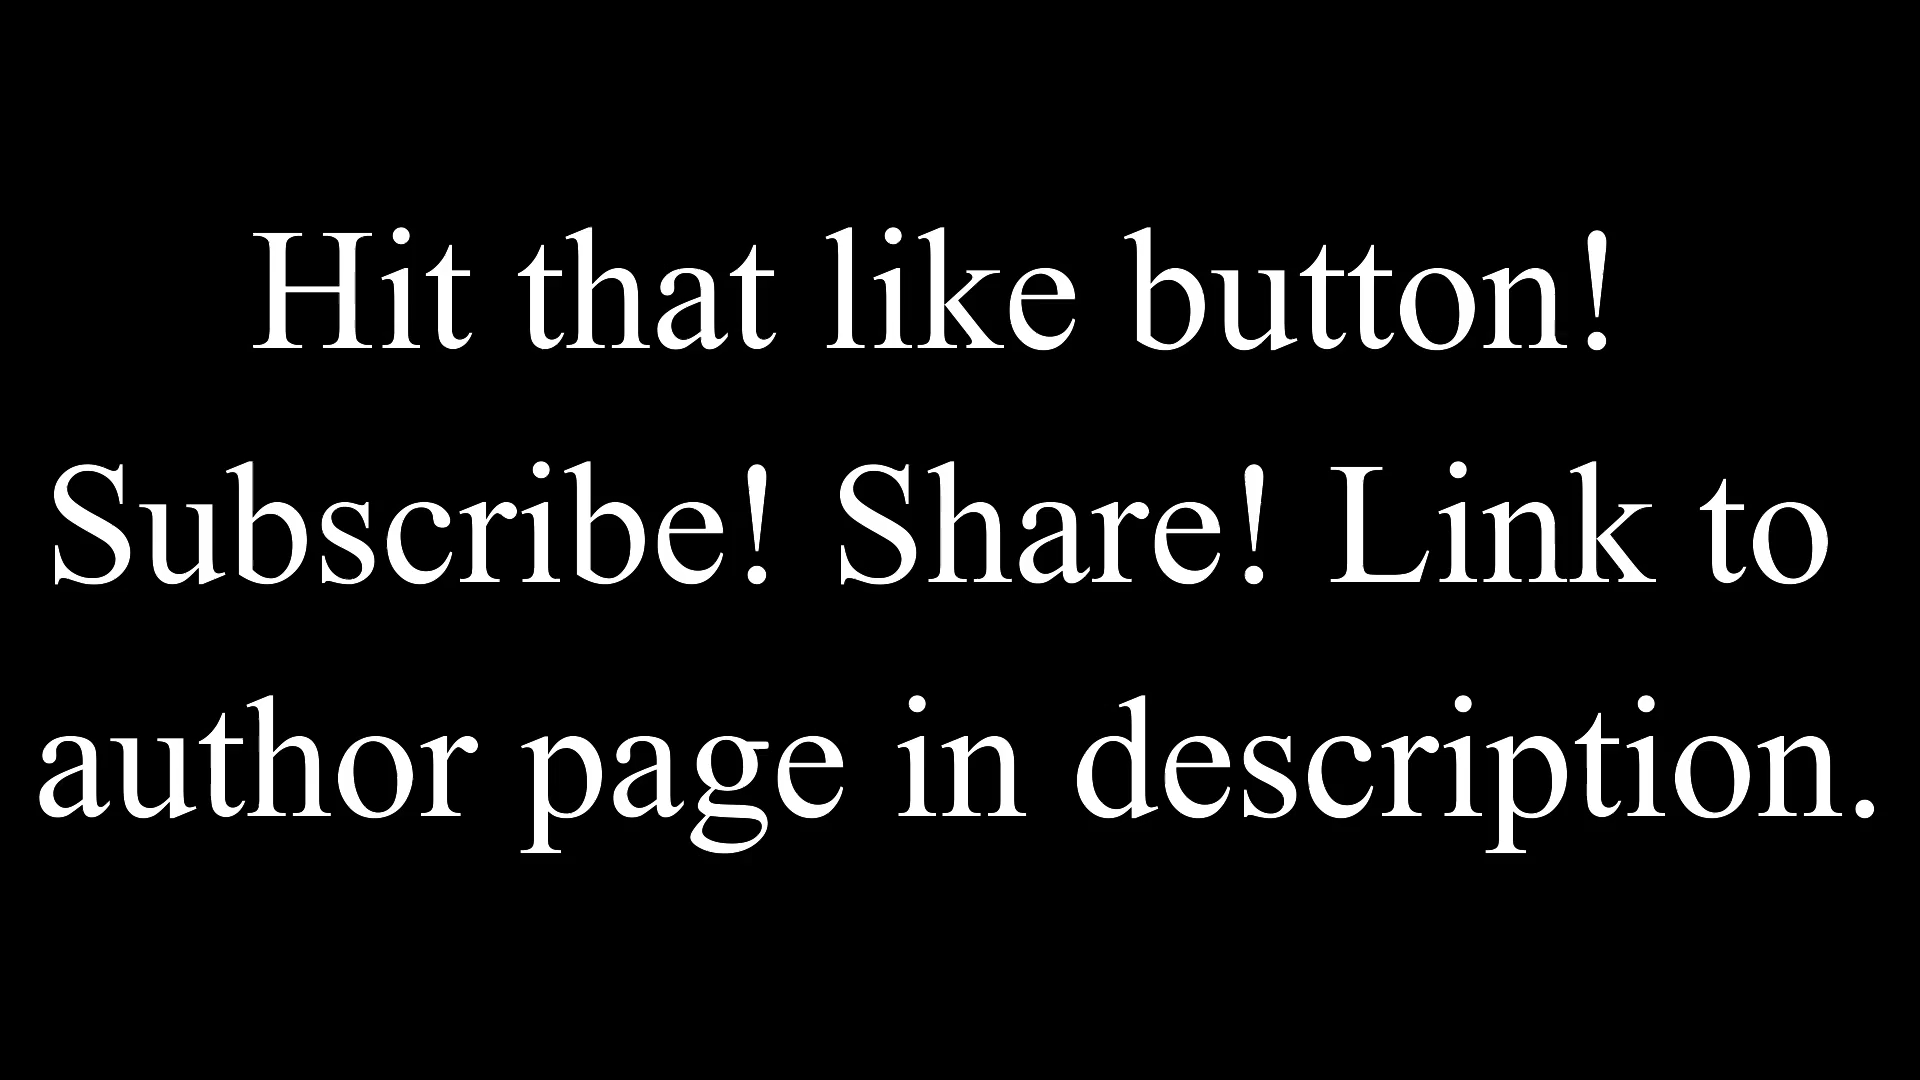 Hit that like button!
Subscribe! Share! Link to
author page in description.